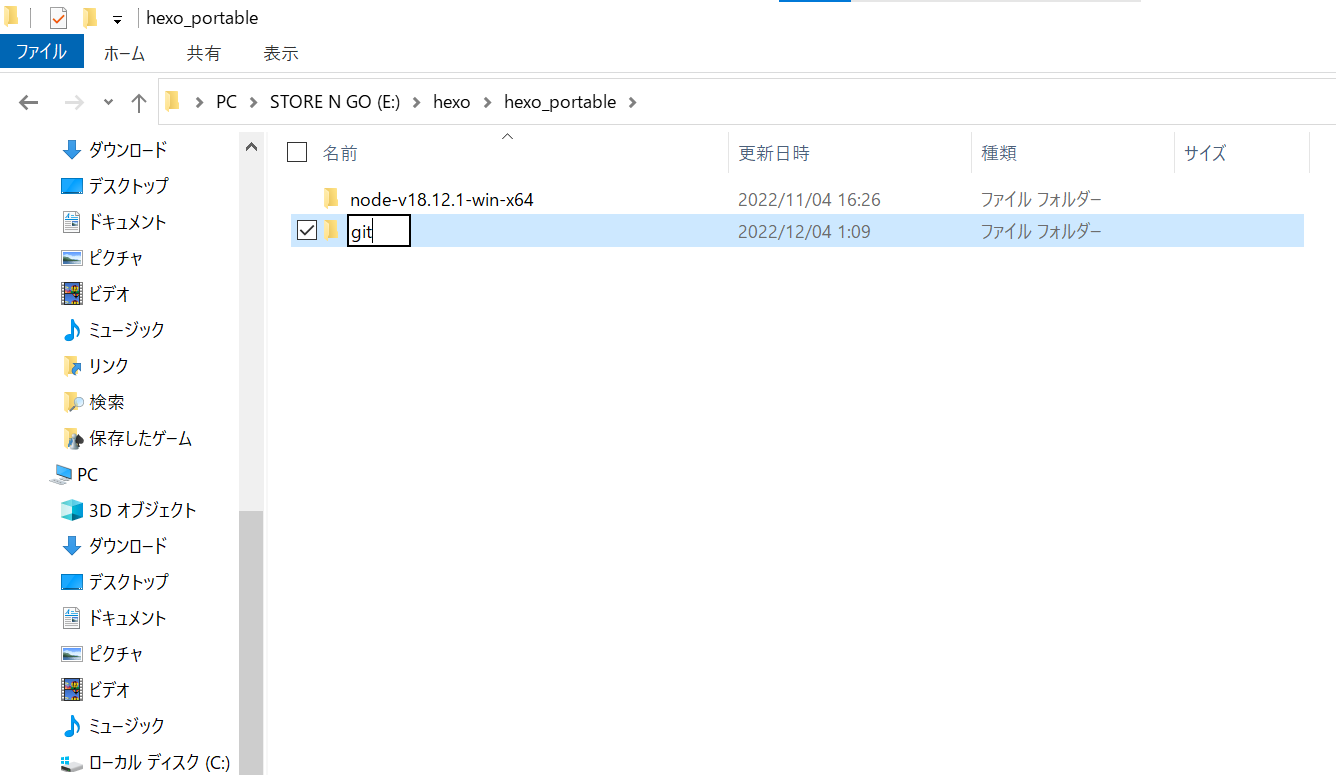 hexo_portable
ファイル ホーム 共有 表示
PC STORE N GO (E:) hexo hexo_portable
ダウンロード
デスクトップ
ドキュメント
ピクチャ
ビデオ
ミュージック
リンク
検索
保存したゲーム
PC
3D オブジェクト
ダウンロード
デスクトップ
ドキュメント
ピクチャ
ビデオ
ミュージック
ローカル ディスク (C:)
名前 更新日時 種類 サイズ
node-v18.12.1-win-x64 2022/11/04 16:26 ファイル フォルダー
git 2022/12/04 1:09 ファイル フォルダー